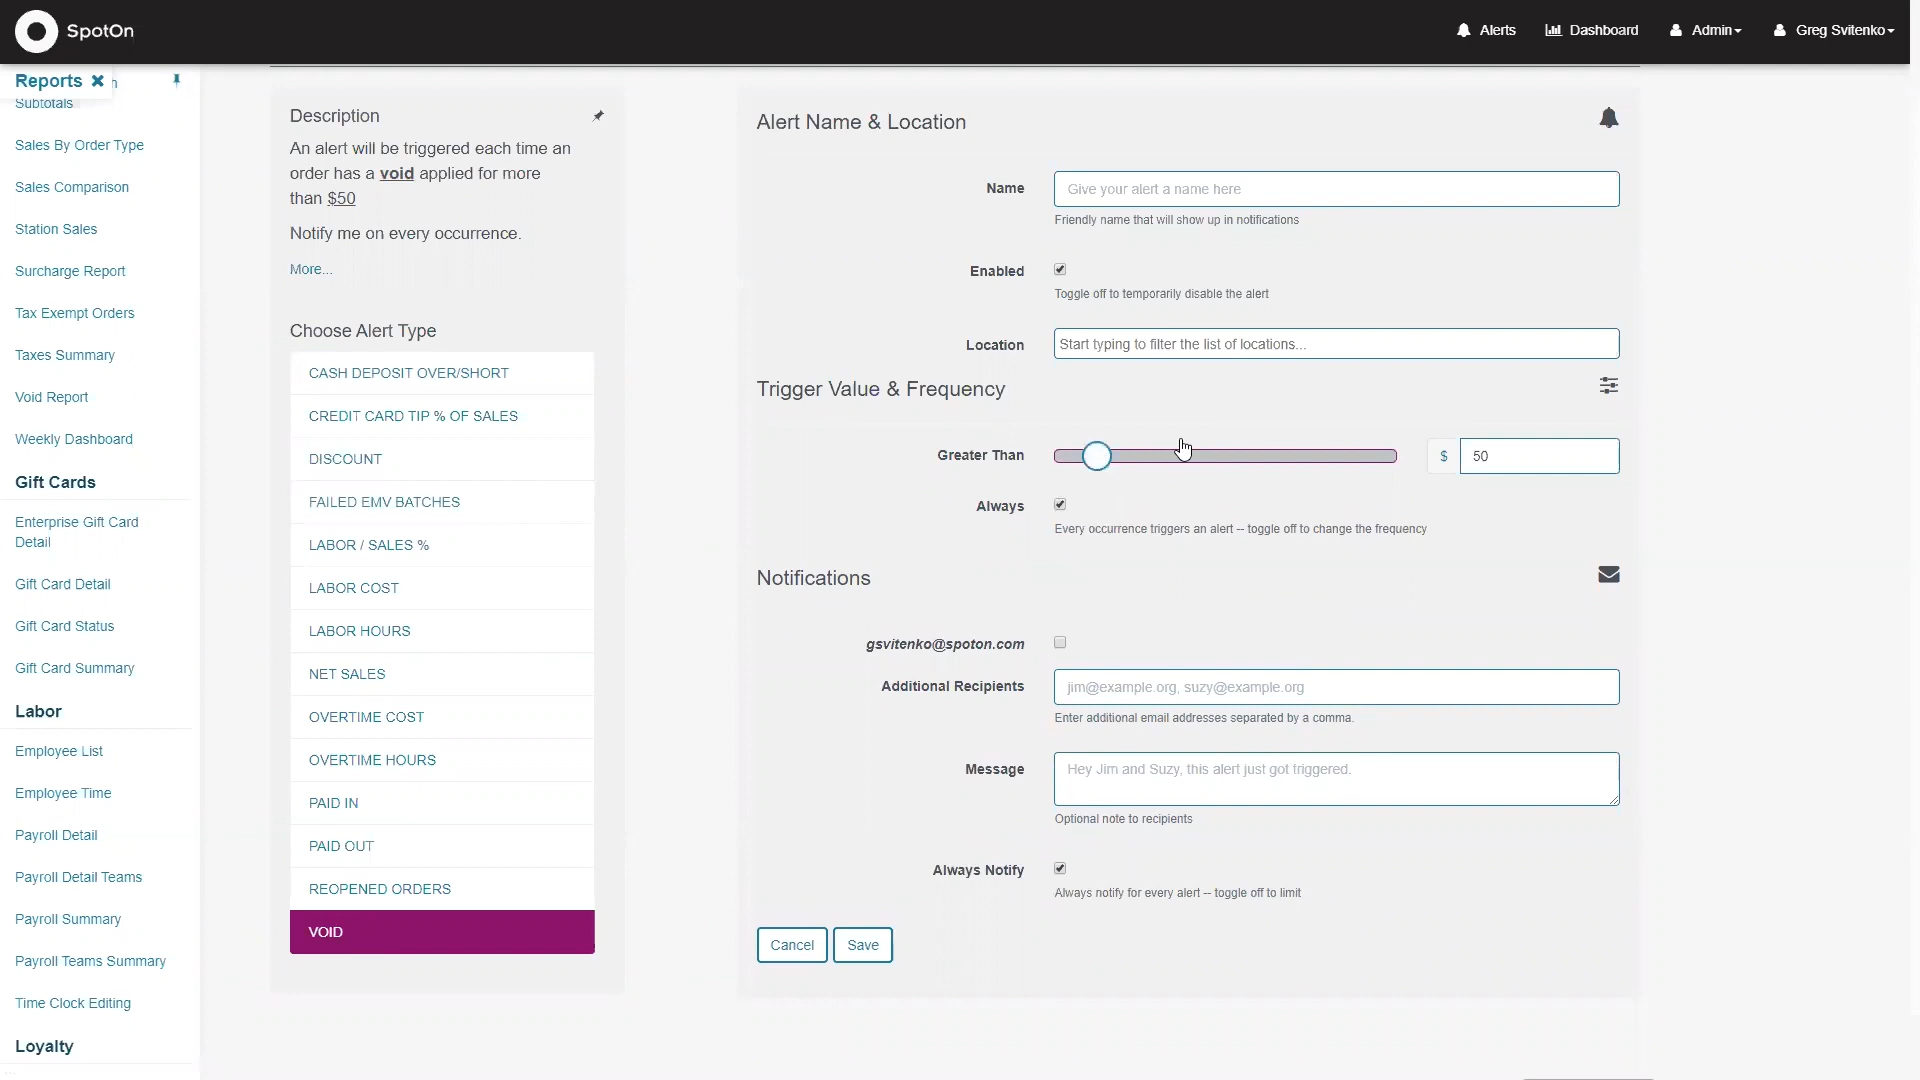 SpotOn
Alerts
Dashboard
Admin
Greg Svitenko
Reports
Subtotals
Sales By Order Type
Sales Comparison
Station Sales
Surcharge Report
Tax Exempt Orders
Taxes Summary
Void Report
Weekly Dashboard
Gift Cards
Enterprise Gift Card
Detail
Gift Card Detail
Gift Card Status
Gift Card Summary
Labor
Employee List
Employee Time
Payroll Detail
Payroll Detail Teams
Payroll Summary
Payroll Teams Summary
Time Clock Editing
Loyalty
Description
An alert will be triggered each time an
order has a void applied for more
than $50
Notify me on every occurrence.
More...
Choose Alert Type
CASH DEPOSIT OVER/SHORT
CREDIT CARD TIP % OF SALES
DISCOUNT
FAILED EMV BATCHES
LABOR / SALES %
LABOR COST
LABOR HOURS
NET SALES
OVERTIME COST
OVERTIME HOURS
PAID IN
PAID OUT
REOPENED ORDERS
VOID
Alert Name & Location
Name
Give your alert a name here
Friendly name that will show up in notifications
Enabled
Toggle off to temporarily disable the alert
Location
Start typing to filter the list of locations...
Trigger Value & Frequency
Greater Than
$ 50
Always
Every occurrence triggers an alert -- toggle off to change the frequency
Notifications
gsvitenko@spoton.com
Additional Recipients
jim@example.org, suzy@example.org
Enter additional email addresses separated by a comma.
Message
Hey Jim and Suzy, this alert just got triggered.
Optional note to recipients
Always Notify
Always notify for every alert -- toggle off to limit
Cancel
Save